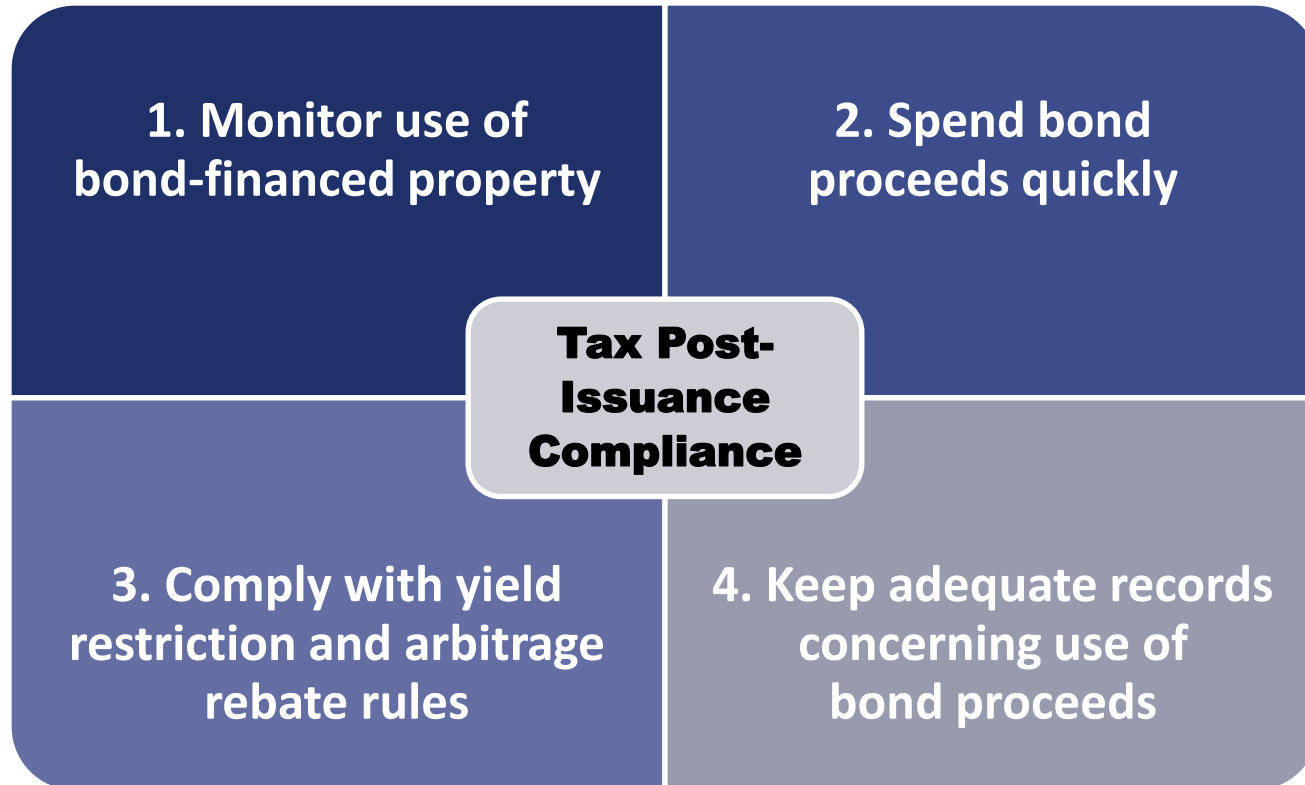 1. Monitor use of
bond-financed property
2. Spend bond
proceeds quickly
Tax Post-
Issuance
Compliance
3. Comply with yield
restriction and arbitrage
rebate rules
4. Keep adequate records
concerning use of
bond proceeds